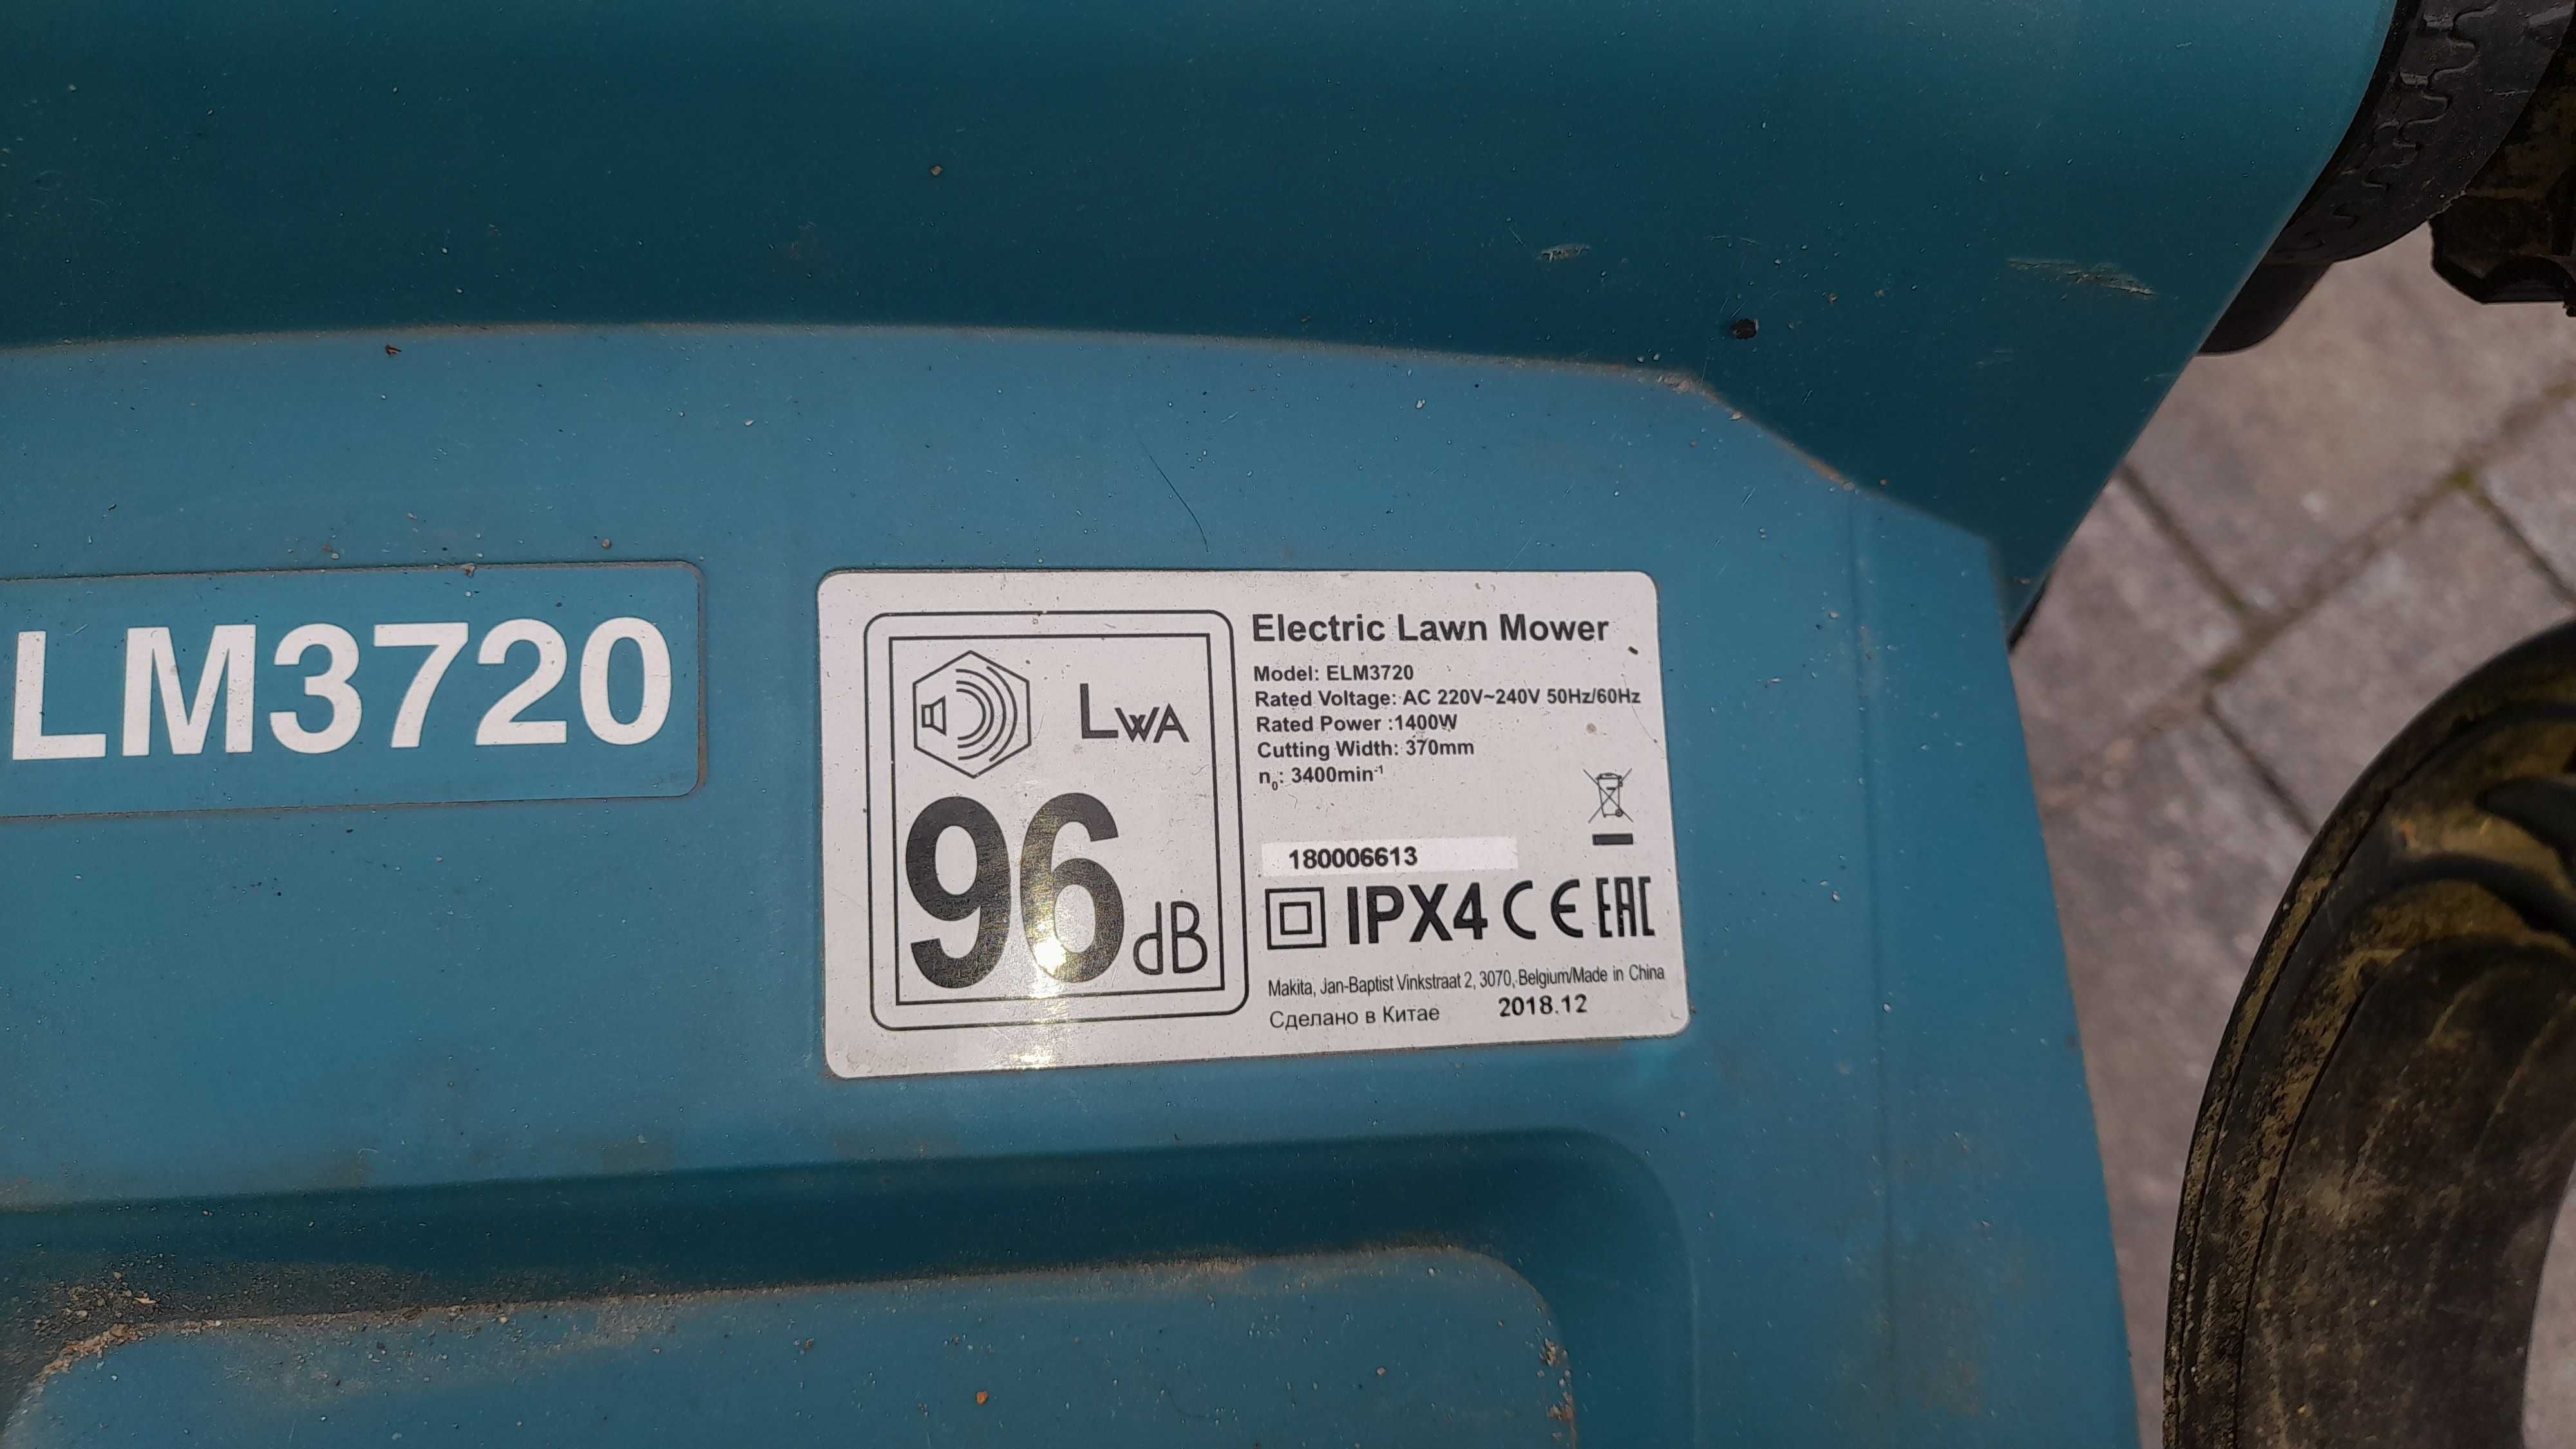 LM3720
LWA
96 dB
Electric Lawn Mower
Model: ELM3720
Rated Voltage: AC 220V~240V 50Hz/60Hz
Rated Power :1400W
Cutting Width: 370mm
n₀: 3400min⁻¹
180006613
IPX4 CE EAC
Makita, Jan-Baptist Vinkstraat 2, 3070, Belgium/Made in China
Сделано в Китае 2018.12